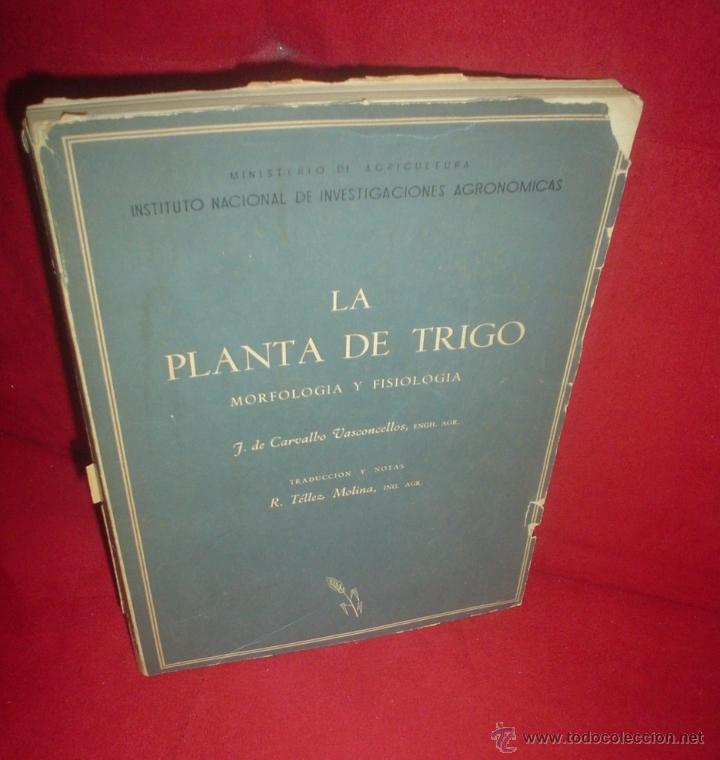 MINISTERIO DE AGRICULTURA
INSTITUTO NACIONAL DE INVESTIGACIONES AGRONOMICAS
LA
PLANTA DE TRIGO
MORFOLOGIA Y FISIOLOGIA
J. de Carvalho Vasconcellos, ENGH. AGR.
TRADUCCION Y NOTAS
R. Téllez Molina, ING. AGR.
www.todocoleccion.net